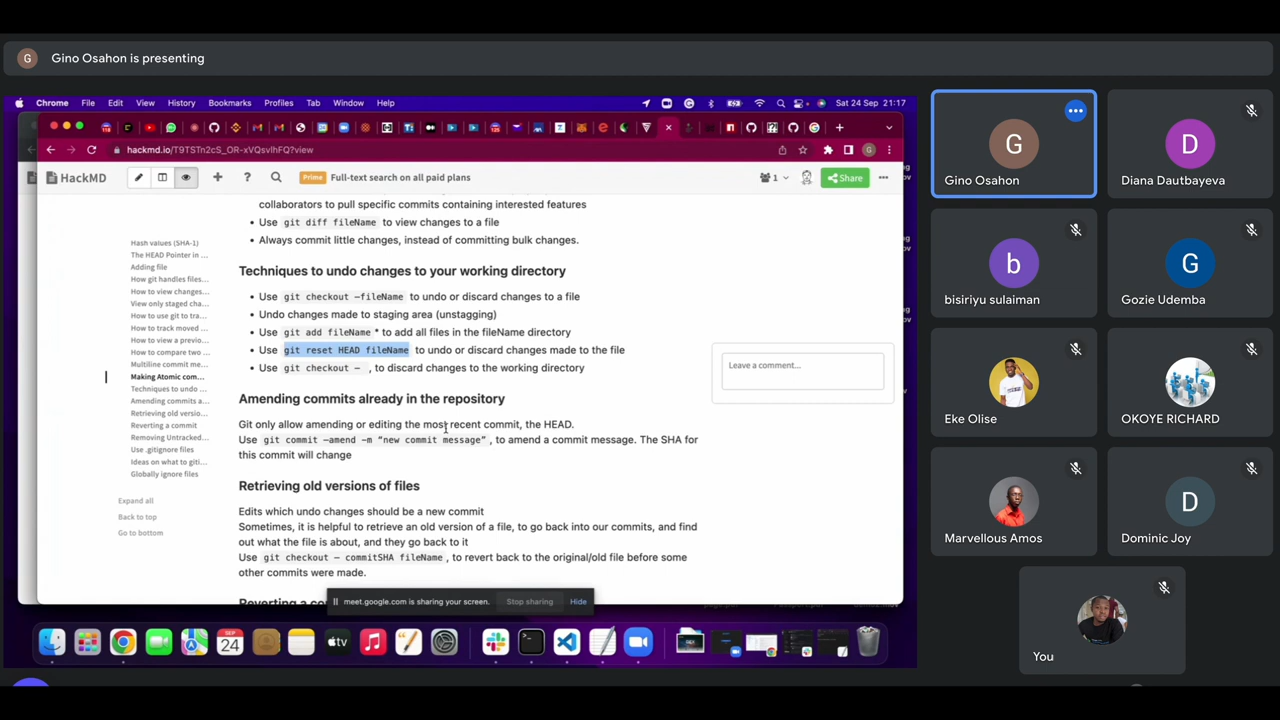 G
Gino Osahon is presenting
Chrome File Edit View History Bookmarks Profiles Tab Window Help
Sat 24 Sep 21:17
hackmd.io/T9TSTn2cS_OR-xVQsvlhFQ?view
HackMD
Prime Full-text search on all paid plans
1
Share
collaborators to pull specific commits containing interested features
• Use git diff fileName to view changes to a file
• Always commit little changes, instead of committing bulk changes.
Techniques to undo changes to your working directory
• Use git checkout —fileName to undo or discard changes to a file
• Undo changes made to staging area (unstagging)
• Use git add fileName * to add all files in the fileName directory
• Use git reset HEAD fileName to undo or discard changes made to the file
• Use git checkout — , to discard changes to the working directory
Amending commits already in the repository
Git only allow amending or editing the most recent commit, the HEAD.
Use git commit —amend —m “new commit message” , to amend a commit message. The SHA for
this commit will change
Retrieving old versions of files
Edits which undo changes should be a new commit
Sometimes, it is helpful to retrieve an old version of a file, to go back into our commits, and find
out what the file is about, and they go back to it
Use git checkout — commitSHA fileName , to revert back to the original/old file before some
other commits were made.
Hash values (SHA-1)
The HEAD Pointer in ...
Adding file
How git handles files...
How to view changes...
View only staged cha...
How to use git to tra...
How to track moved ...
How to view a previo...
How to compare two ...
Multiline commit me...
Making Atomic com...
Techniques to undo ...
Amending commits a...
Retrieving old versio...
Reverting a commit
Removing Untracked...
Use .gitignore files
Ideas on what to giti...
Globally ignore files
Expand all
Back to top
Go to bottom
Leave a comment...
meet.google.com is sharing your screen. Stop sharing Hide
SEP
24
tv
G
Gino Osahon
D
Diana Dautbayeva
b
bisiriyu sulaiman
G
Gozie Udemba
Eke Olise
OKOYE RICHARD
Marvellous Amos
D
Dominic Joy
You